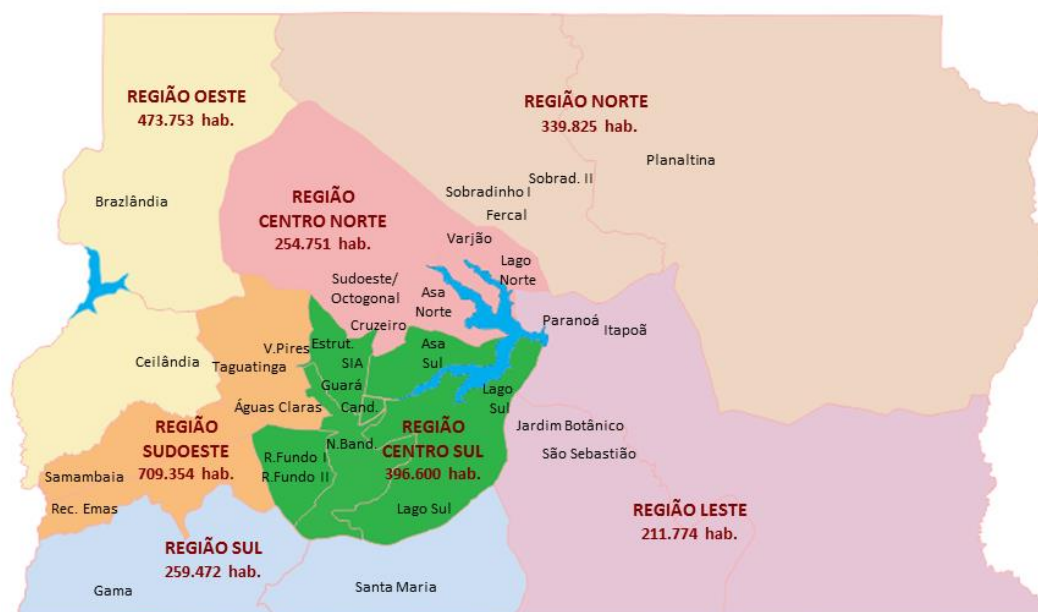 REGIÃO OESTE
473.753 hab.
REGIÃO NORTE
339.825 hab.
Planaltina
Sobrad. II
Sobradinho I
Fercal
Brazlândia
REGIÃO
CENTRO NORTE
254.751 hab.
Varjão
Lago
Norte
Sudoeste/
Octogonal
Asa
Norte
Cruzeiro
Paranoá
Itapoã
Estrut.
SIA
Asa
Sul
V.Pires
Taguatinga
Ceilândia
Guará
Cand.
Lago
Sul
Águas Claras
Jardim Botânico
São Sebastião
REGIÃO
SUDOESTE
709.354 hab.
N.Band.
REGIÃO
CENTRO SUL
396.600 hab.
R.Fundo I
R.Fundo II
Samambaia
Rec. Emas
Lago Sul
REGIÃO LESTE
211.774 hab.
REGIÃO SUL
259.472 hab.
Gama
Santa Maria